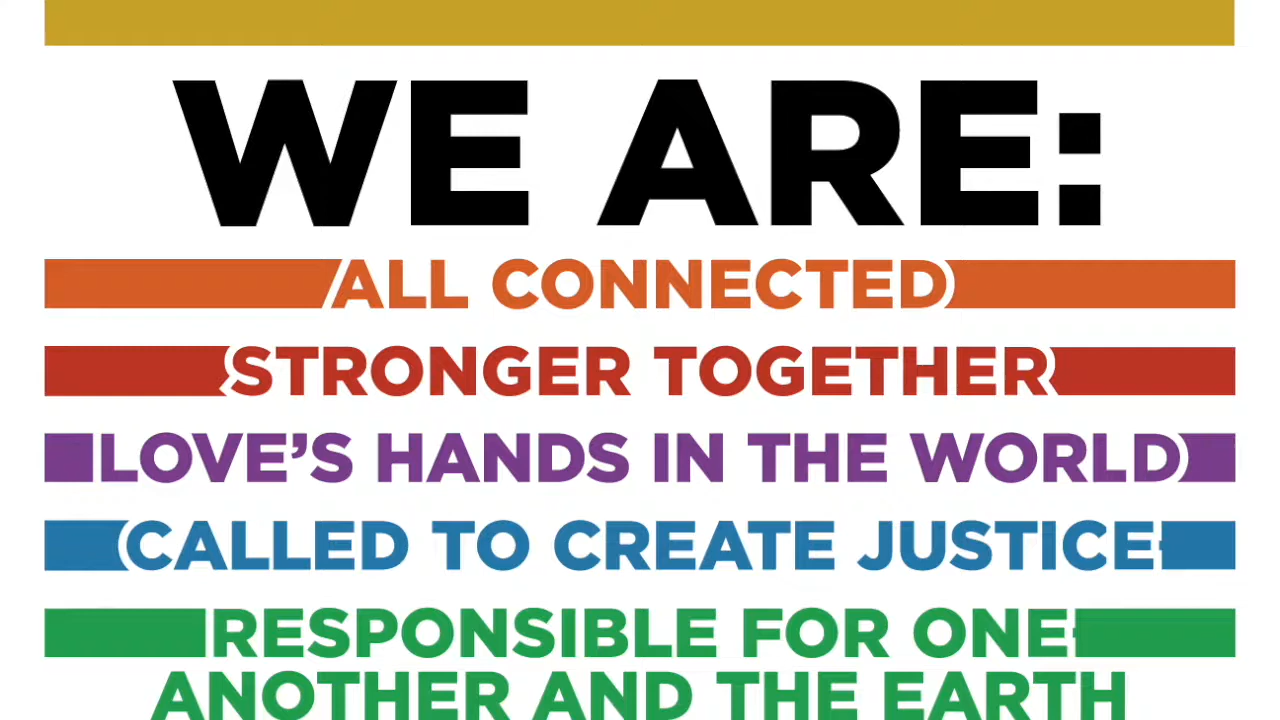 WE ARE:
ALL CONNECTED
STRONGER TOGETHER
LOVE’S HANDS IN THE WORLD
CALLED TO CREATE JUSTICE
RESPONSIBLE FOR ONE
ANOTHER AND THE EARTH